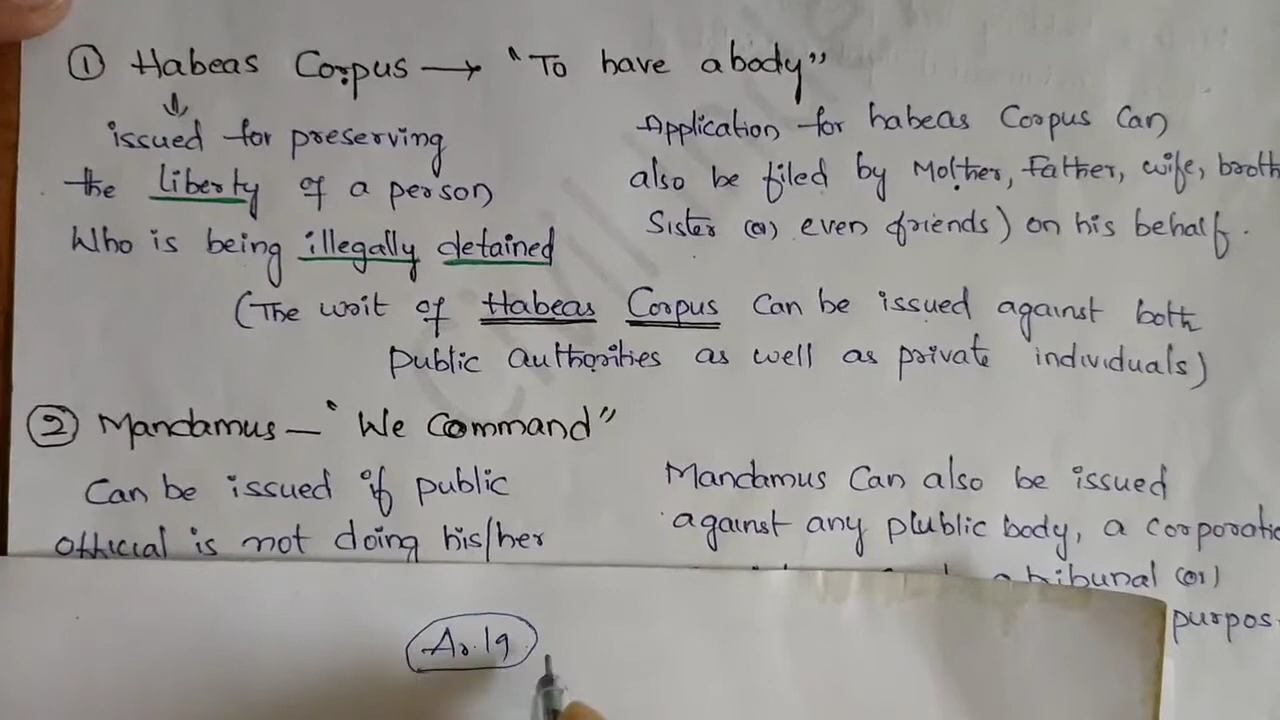 ① Habeas Corpus → "To have a body"
issued for preserving
the liberty of a person
Who is being illegally detained
Application for habeas Corpus Can
also be filed by Mother, Father, wife, broth
Sister (or) even friends) on his behalf.
(The writ of Habeas Corpus Can be issued against both
Public authorities as well as private individuals)
② Mandamus - "We Command"
Can be issued if public
official is not doing his/her
Mandamus Can also be issued
against any plublic body, a corporatio
a tribunal (or)
purpos
Ar.19